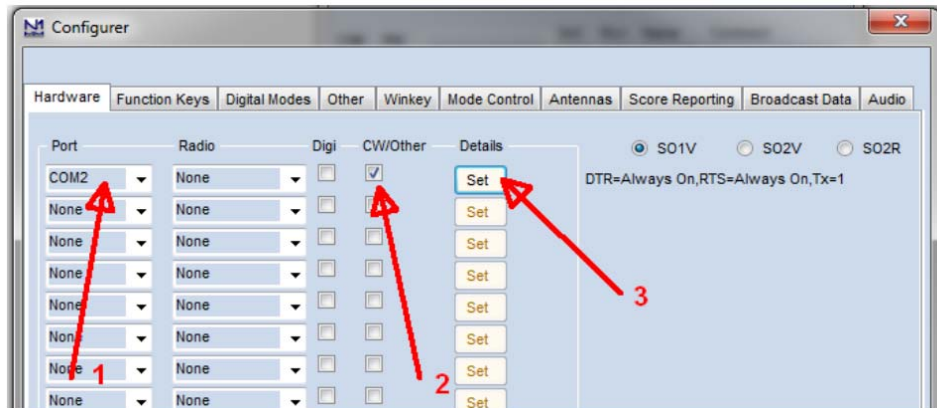 N1 Configurer
Hardware Function Keys Digital Modes Other Winkey Mode Control Antennas Score Reporting Broadcast Data Audio
Port Radio Digi CW/Other Details SO1V SO2V SO2R
COM2 None Set DTR=Always On,RTS=Always On,Tx=1
None None Set
None None Set
None None Set
None None Set
3
None None Set
None None Set
1 2
None None Set